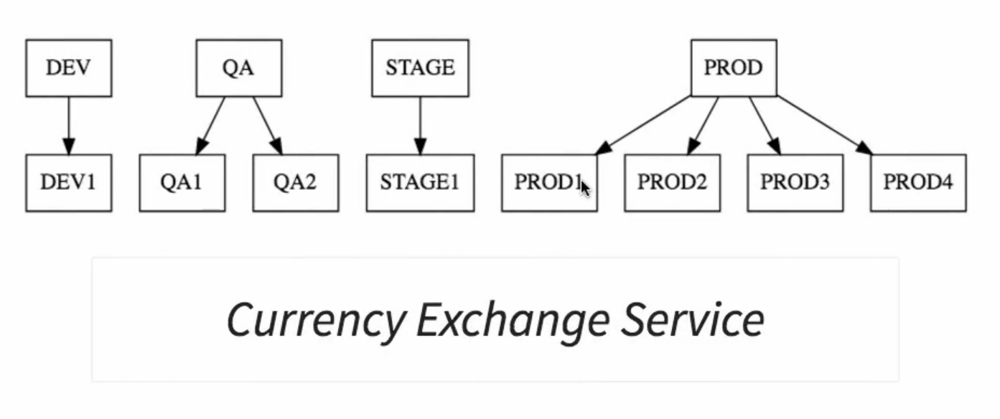 DEV QA STAGE PROD
DEV1 QA1 QA2 STAGE1 PROD1 PROD2 PROD3 PROD4
Currency Exchange Service